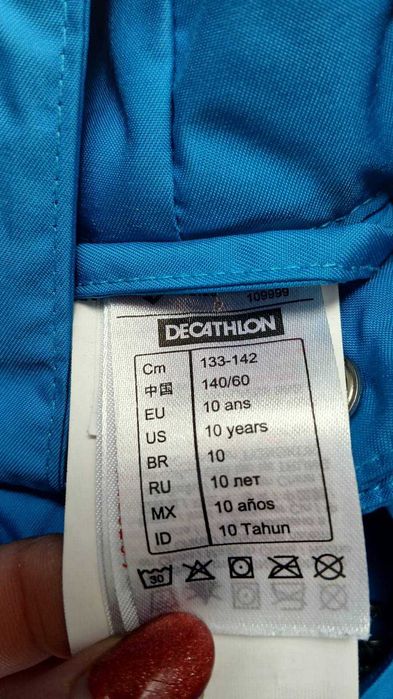 109999
DECATHLON
Cm 133-142
中国 140/60
EU 10 ans
US 10 years
BR 10
RU 10 лет
MX 10 años
ID 10 Tahun
30